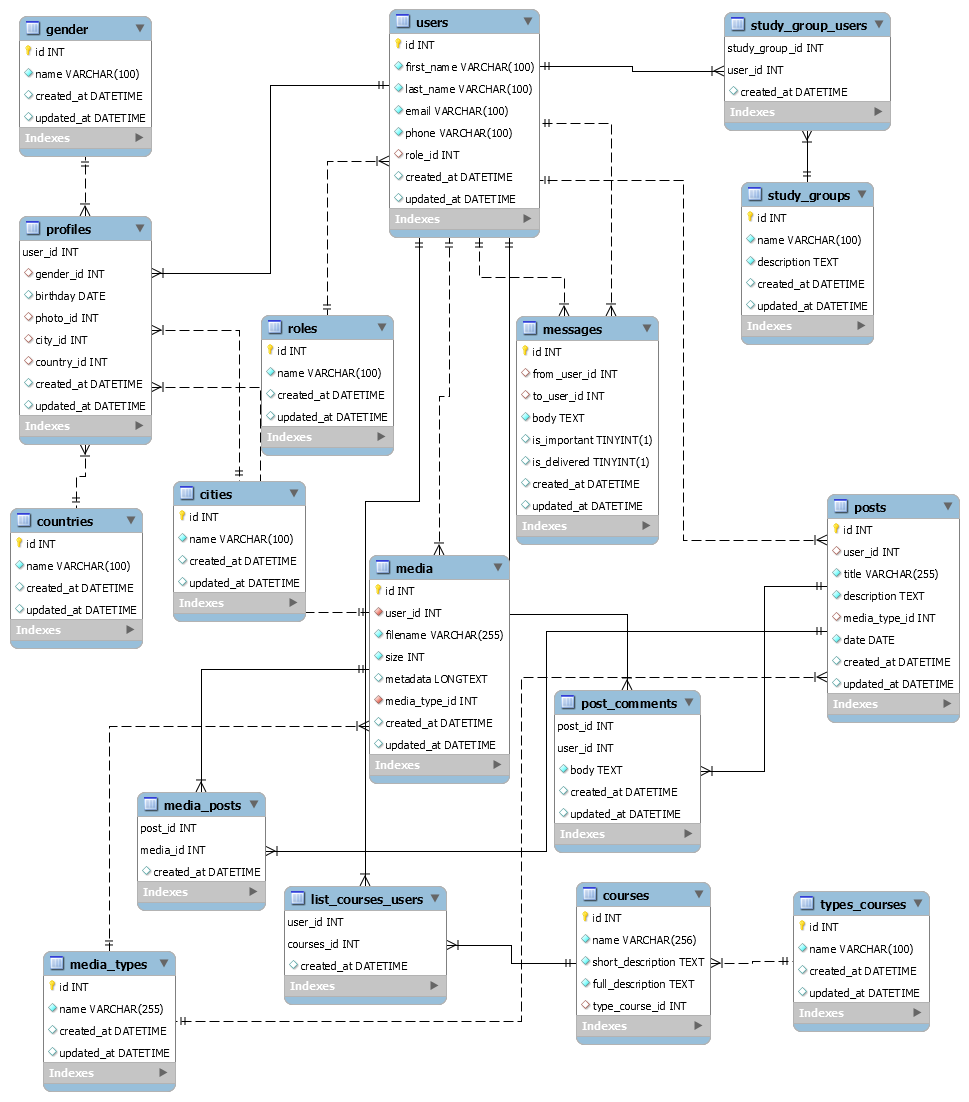 gender
id INT
name VARCHAR(100)
created_at DATETIME
updated_at DATETIME
Indexes
users
id INT
first_name VARCHAR(100)
last_name VARCHAR(100)
email VARCHAR(100)
phone VARCHAR(100)
role_id INT
created_at DATETIME
updated_at DATETIME
Indexes
study_group_users
study_group_id INT
user_id INT
created_at DATETIME
Indexes
study_groups
id INT
name VARCHAR(100)
description TEXT
created_at DATETIME
updated_at DATETIME
Indexes
profiles
user_id INT
gender_id INT
birthday DATE
photo_id INT
city_id INT
country_id INT
created_at DATETIME
updated_at DATETIME
Indexes
roles
id INT
name VARCHAR(100)
created_at DATETIME
updated_at DATETIME
Indexes
messages
id INT
from _user_id INT
to_user_id INT
body TEXT
is_important TINYINT(1)
is_delivered TINYINT(1)
created_at DATETIME
updated_at DATETIME
Indexes
countries
id INT
name VARCHAR(100)
created_at DATETIME
updated_at DATETIME
Indexes
cities
id INT
name VARCHAR(100)
created_at DATETIME
updated_at DATETIME
Indexes
media
id INT
user_id INT
filename VARCHAR(255)
size INT
metadata LONGTEXT
media_type_id INT
created_at DATETIME
updated_at DATETIME
Indexes
posts
id INT
user_id INT
title VARCHAR(255)
description TEXT
media_type_id INT
date DATE
created_at DATETIME
updated_at DATETIME
Indexes
post_comments
post_id INT
user_id INT
body TEXT
created_at DATETIME
updated_at DATETIME
Indexes
media_posts
post_id INT
media_id INT
created_at DATETIME
Indexes
list_courses_users
user_id INT
courses_id INT
created_at DATETIME
Indexes
courses
id INT
name VARCHAR(256)
short_description TEXT
full_description TEXT
type_course_id INT
Indexes
types_courses
id INT
name VARCHAR(100)
created_at DATETIME
updated_at DATETIME
Indexes
media_types
id INT
name VARCHAR(255)
created_at DATETIME
updated_at DATETIME
Indexes